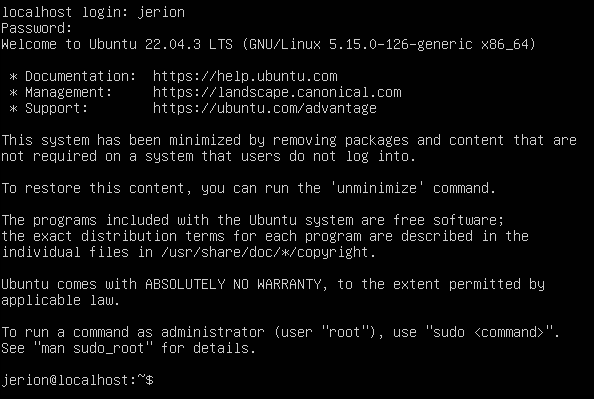 localhost login: jerion
Password:
Welcome to Ubuntu 22.04.3 LTS (GNU/Linux 5.15.0-126-generic x86_64)
* Documentation:  https://help.ubuntu.com
* Management:     https://landscape.canonical.com
* Support:        https://ubuntu.com/advantage
This system has been minimized by removing packages and content that are
not required on a system that users do not log into.
To restore this content, you can run the 'unminimize' command.
The programs included with the Ubuntu system are free software;
the exact distribution terms for each program are described in the
individual files in /usr/share/doc/*/copyright.
Ubuntu comes with ABSOLUTELY NO WARRANTY, to the extent permitted by
applicable law.
To run a command as administrator (user "root"), use "sudo <command>".
See "man sudo_root" for details.
jerion@localhost:~$